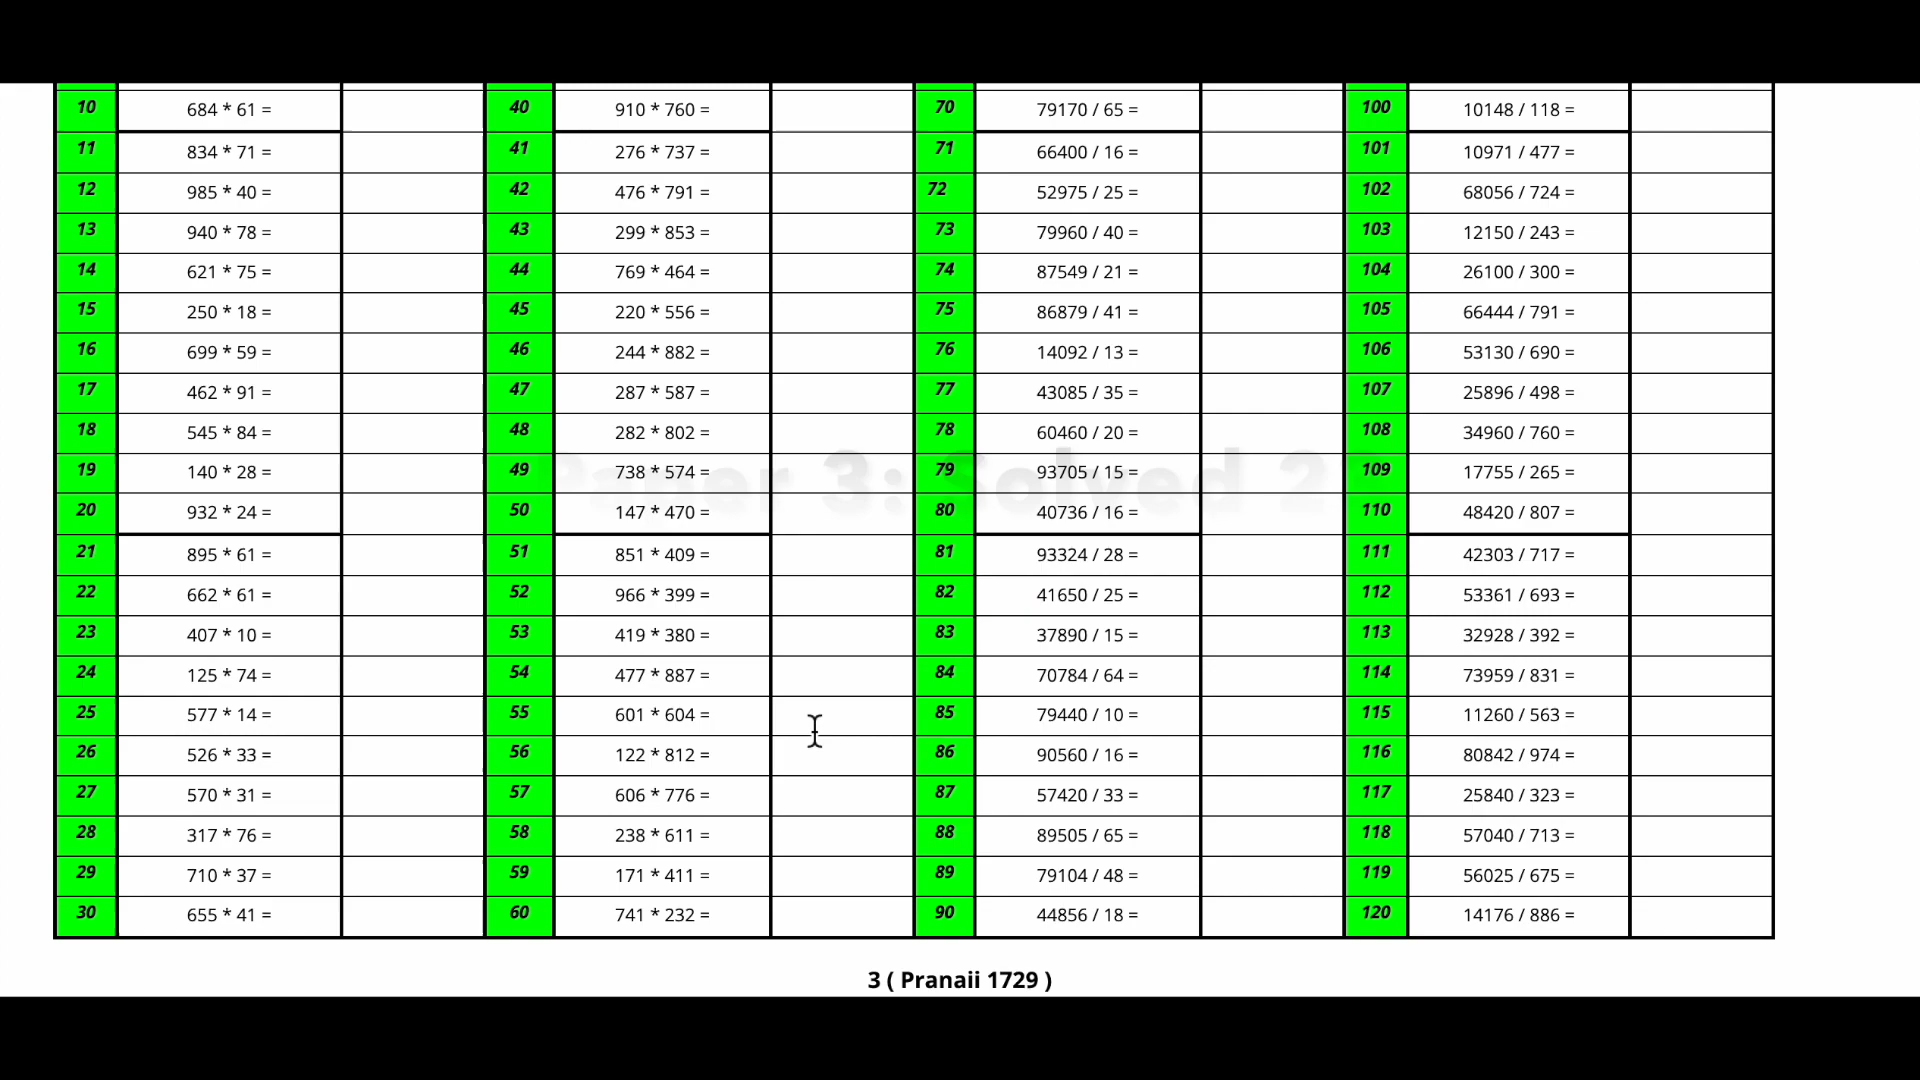 10 684 * 61 = 40 910 * 760 = 70 79170 / 65 = 100 10148 / 118 =
11 834 * 71 = 41 276 * 737 = 71 66400 / 16 = 101 10971 / 477 =
12 985 * 40 = 42 476 * 791 = 72 52975 / 25 = 102 68056 / 724 =
13 940 * 78 = 43 299 * 853 = 73 79960 / 40 = 103 12150 / 243 =
14 621 * 75 = 44 769 * 464 = 74 87549 / 21 = 104 26100 / 300 =
15 250 * 18 = 45 220 * 556 = 75 86879 / 41 = 105 66444 / 791 =
16 699 * 59 = 46 244 * 882 = 76 14092 / 13 = 106 53130 / 690 =
17 462 * 91 = 47 287 * 587 = 77 43085 / 35 = 107 25896 / 498 =
18 545 * 84 = 48 282 * 802 = 78 60460 / 20 = 108 34960 / 760 =
19 140 * 28 = 49 738 * 574 = 79 93705 / 15 = 109 17755 / 265 =
Paper 3: Solved
20 932 * 24 = 50 147 * 470 = 80 40736 / 16 = 110 48420 / 807 =
21 895 * 61 = 51 851 * 409 = 81 93324 / 28 = 111 42303 / 717 =
22 662 * 61 = 52 966 * 399 = 82 41650 / 25 = 112 53361 / 693 =
23 407 * 10 = 53 419 * 380 = 83 37890 / 15 = 113 32928 / 392 =
24 125 * 74 = 54 477 * 887 = 84 70784 / 64 = 114 73959 / 831 =
25 577 * 14 = 55 601 * 604 = 85 79440 / 10 = 115 11260 / 563 =
26 526 * 33 = 56 122 * 812 = 86 90560 / 16 = 116 80842 / 974 =
27 570 * 31 = 57 606 * 776 = 87 57420 / 33 = 117 25840 / 323 =
28 317 * 76 = 58 238 * 611 = 88 89505 / 65 = 118 57040 / 713 =
29 710 * 37 = 59 171 * 411 = 89 79104 / 48 = 119 56025 / 675 =
30 655 * 41 = 60 741 * 232 = 90 44856 / 18 = 120 14176 / 886 =
3 ( Pranaii 1729 )